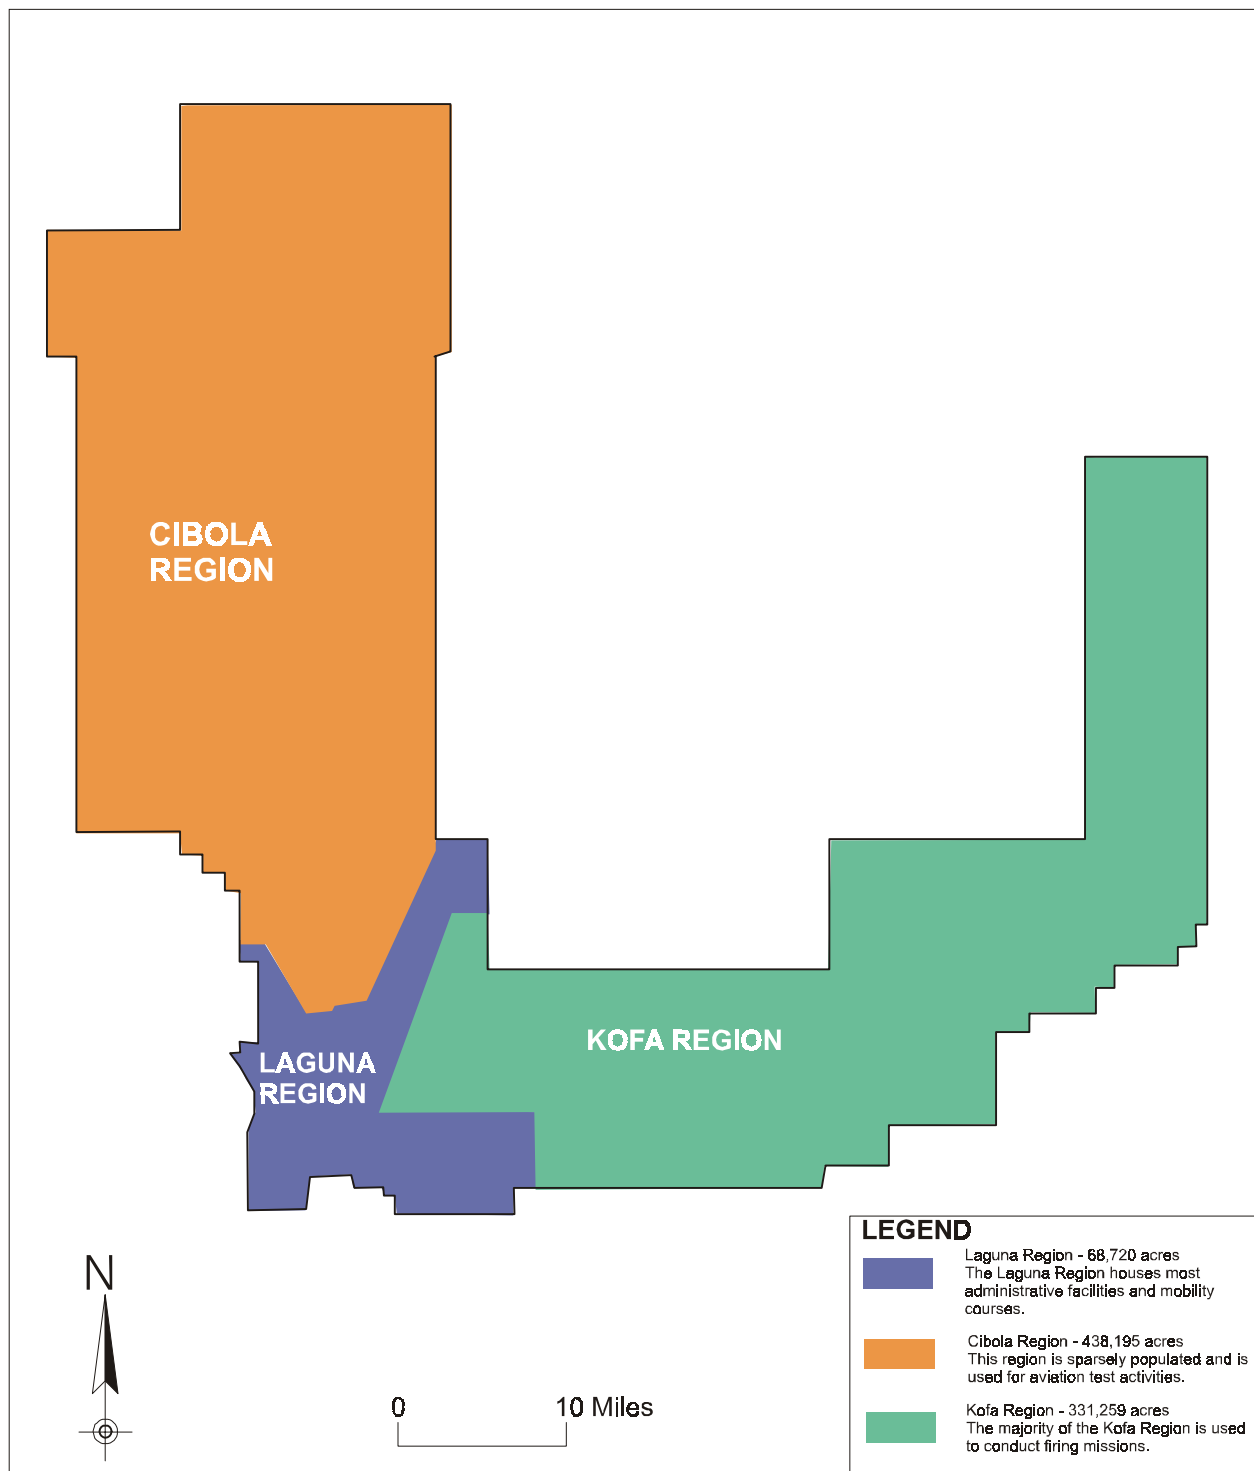 CIBOLA
REGION
KOFA REGION
LAGUNA
REGION
LEGEND
Laguna Region - 68,720 acres
The Laguna Region houses most
administrative facilities and mobility
courses.
Cibola Region - 438,195 acres
This region is sparsely populated and is
used for aviation test activities.
Kofa Region - 331,259 acres
The majority of the Kofa Region is used
to conduct firing missions.
N
0 10 Miles